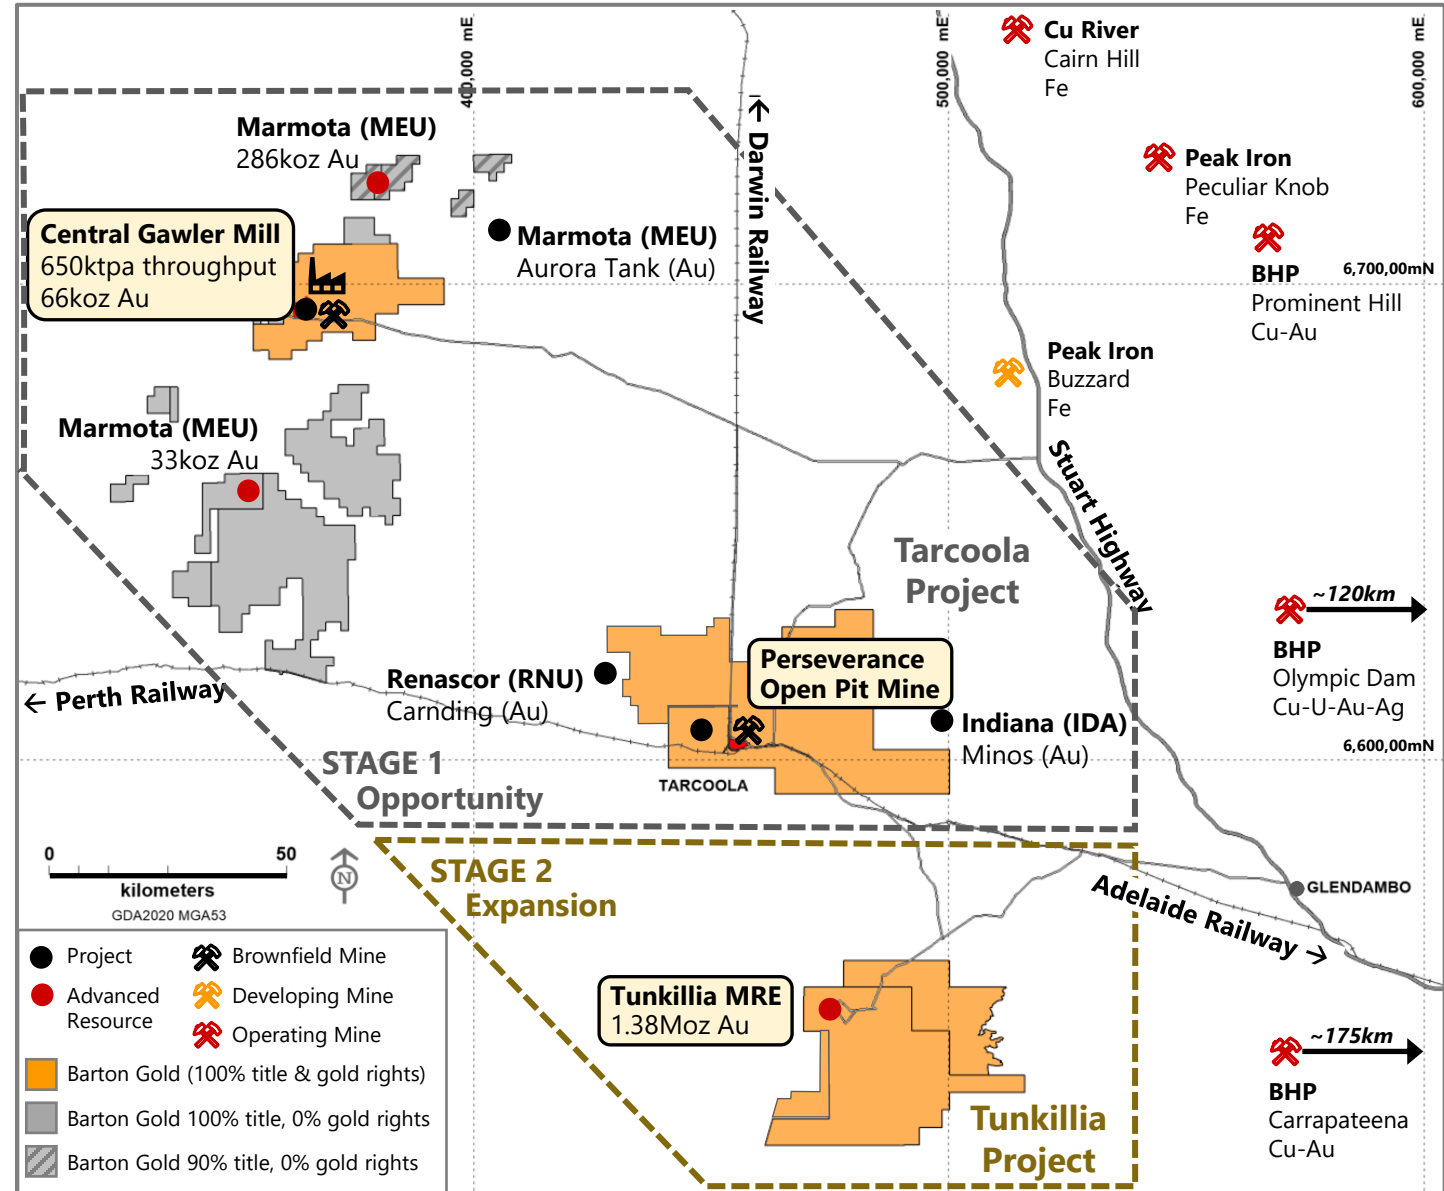 400,000 mE
500,000 mE
600,000 mE
Cu River
Cairn Hill
Fe
Marmota (MEU)
286koz Au
← Darwin Railway
Peak Iron
Peculiar Knob
Fe
Central Gawler Mill
650ktpa throughput
66koz Au
Marmota (MEU)
Aurora Tank (Au)
BHP
Prominent Hill
Cu-Au
6,700,00mN
Peak Iron
Buzzard
Fe
Marmota (MEU)
33koz Au
Stuart Highway
Tarcoola
Project
~120km
BHP
Olympic Dam
Cu-U-Au-Ag
← Perth Railway
Renascor (RNU)
Carnding (Au)
Perseverance
Open Pit Mine
Indiana (IDA)
Minos (Au)
6,600,00mN
STAGE 1
Opportunity
TARCOOLA
0 50
kilometers
GDA2020 MGA53
N
STAGE 2
Expansion
Adelaide Railway →
GLENDAMBO
Tunkillia MRE
1.38Moz Au
Tunkillia
Project
~175km
BHP
Carrapateena
Cu-Au
Project
Brownfield Mine
Advanced
Resource
Developing Mine
Operating Mine
Barton Gold (100% title & gold rights)
Barton Gold 100% title, 0% gold rights
Barton Gold 90% title, 0% gold rights